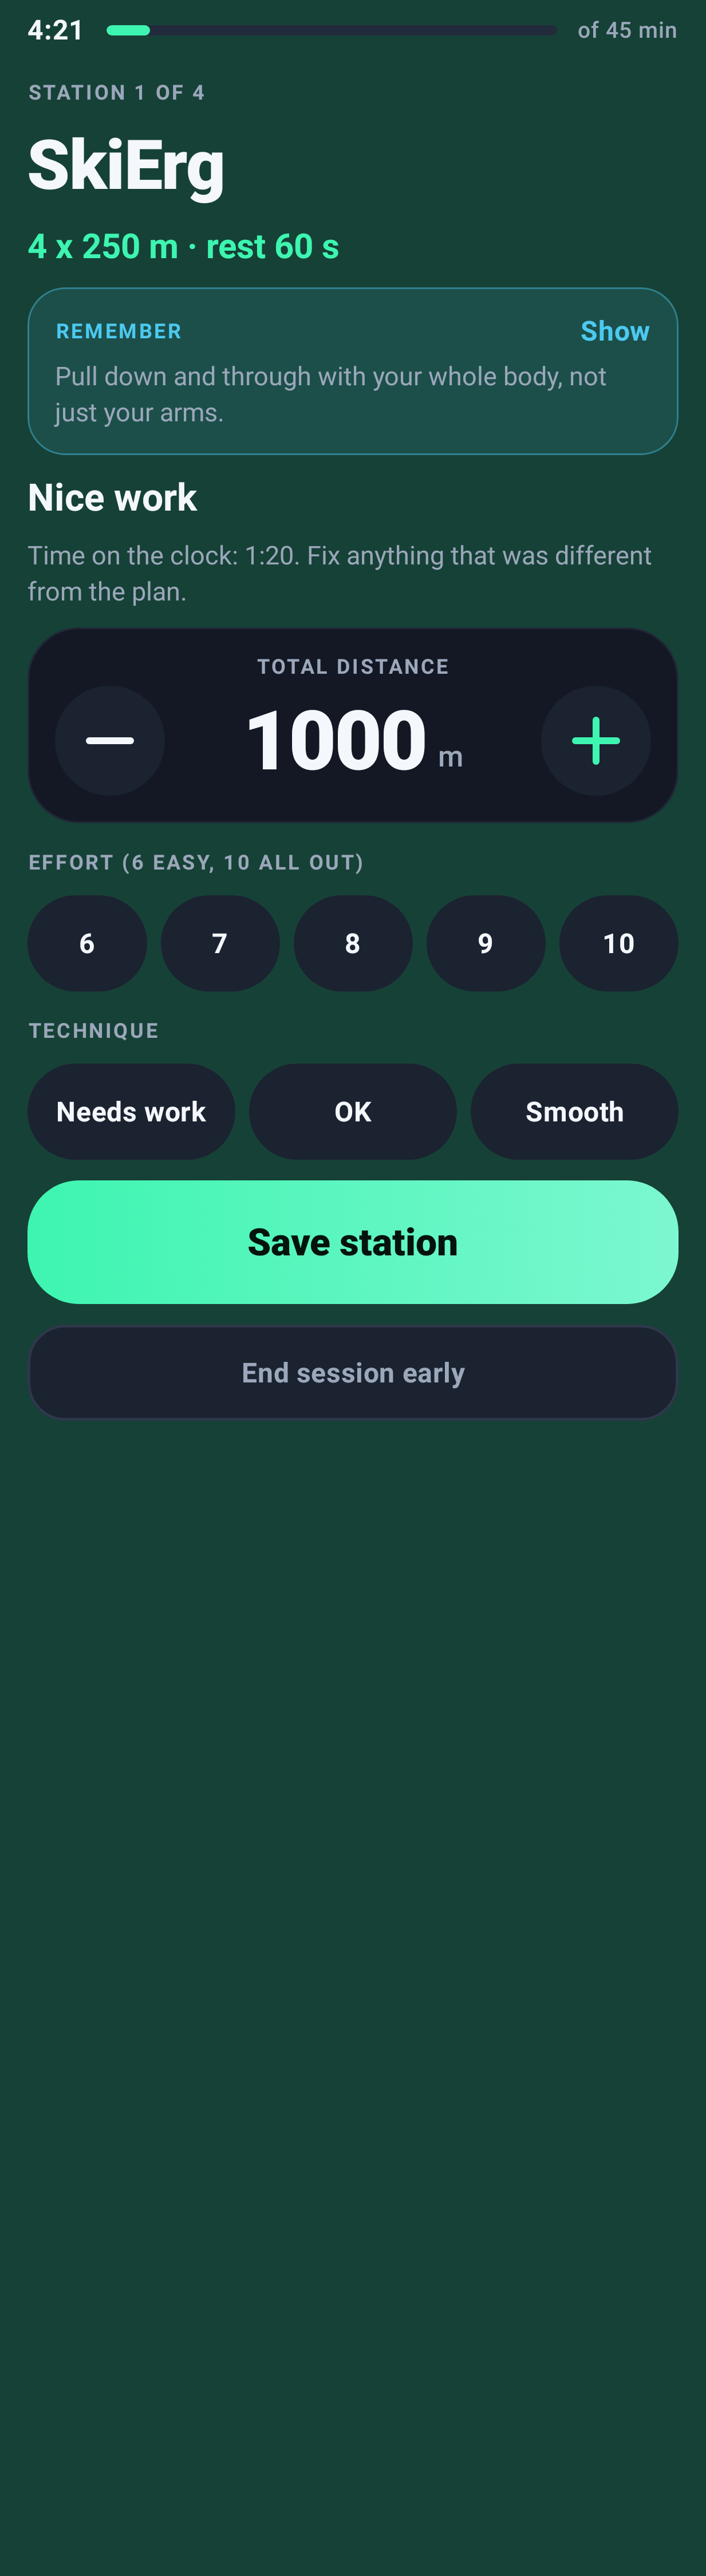 4:21 of 45 min
STATION 1 OF 4
SkiErg
4 x 250 m · rest 60 s
REMEMBER Show
Pull down and through with your whole body, not
just your arms.
Nice work
Time on the clock: 1:20. Fix anything that was different
from the plan.
TOTAL DISTANCE
− 1000 m +
EFFORT (6 EASY, 10 ALL OUT)
6 7 8 9 10
TECHNIQUE
Needs work OK Smooth
Save station
End session early